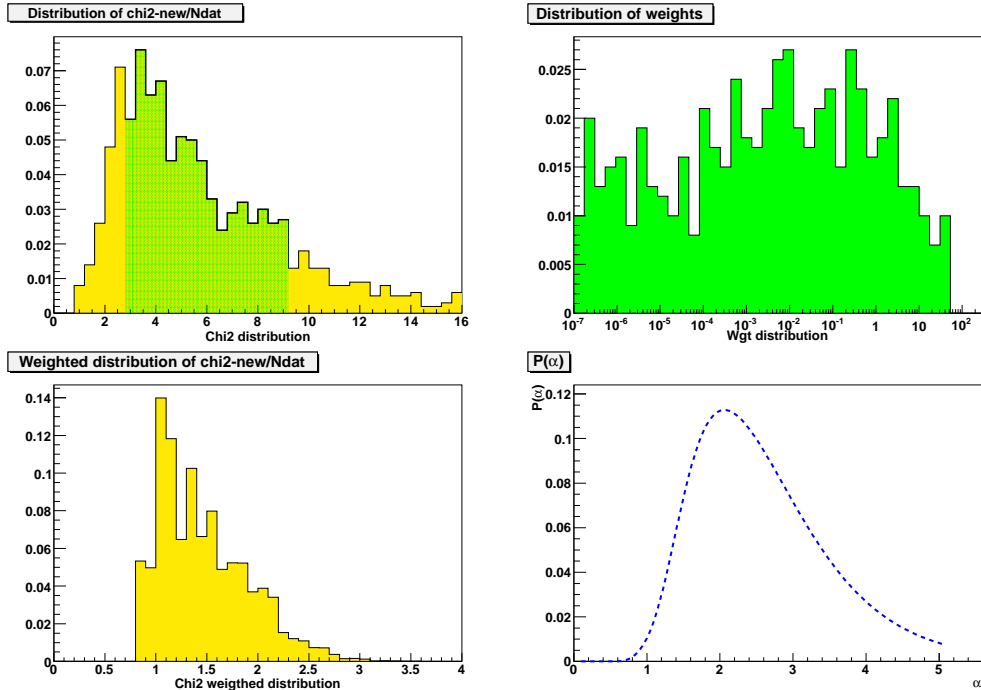 Distribution of chi2-new/Ndat
0.07
0.06
0.05
0.04
0.03
0.02
0.01
0
0 2 4 6 8 10 12 14 16
Chi2 distribution
Distribution of weights
0.025
0.02
0.015
0.01
0.005
0
10-7 10-6 10-5 10-4 10-3 10-2 10-1 1 10 102
Wgt distribution
Weighted distribution of chi2-new/Ndat
0.14
0.12
0.1
0.08
0.06
0.04
0.02
0
0 0.5 1 1.5 2 2.5 3 3.5 4
Chi2 weigthed distribution
P(α)
P(α)
0.12
0.1
0.08
0.06
0.04
0.02
0
0 1 2 3 4 5
α